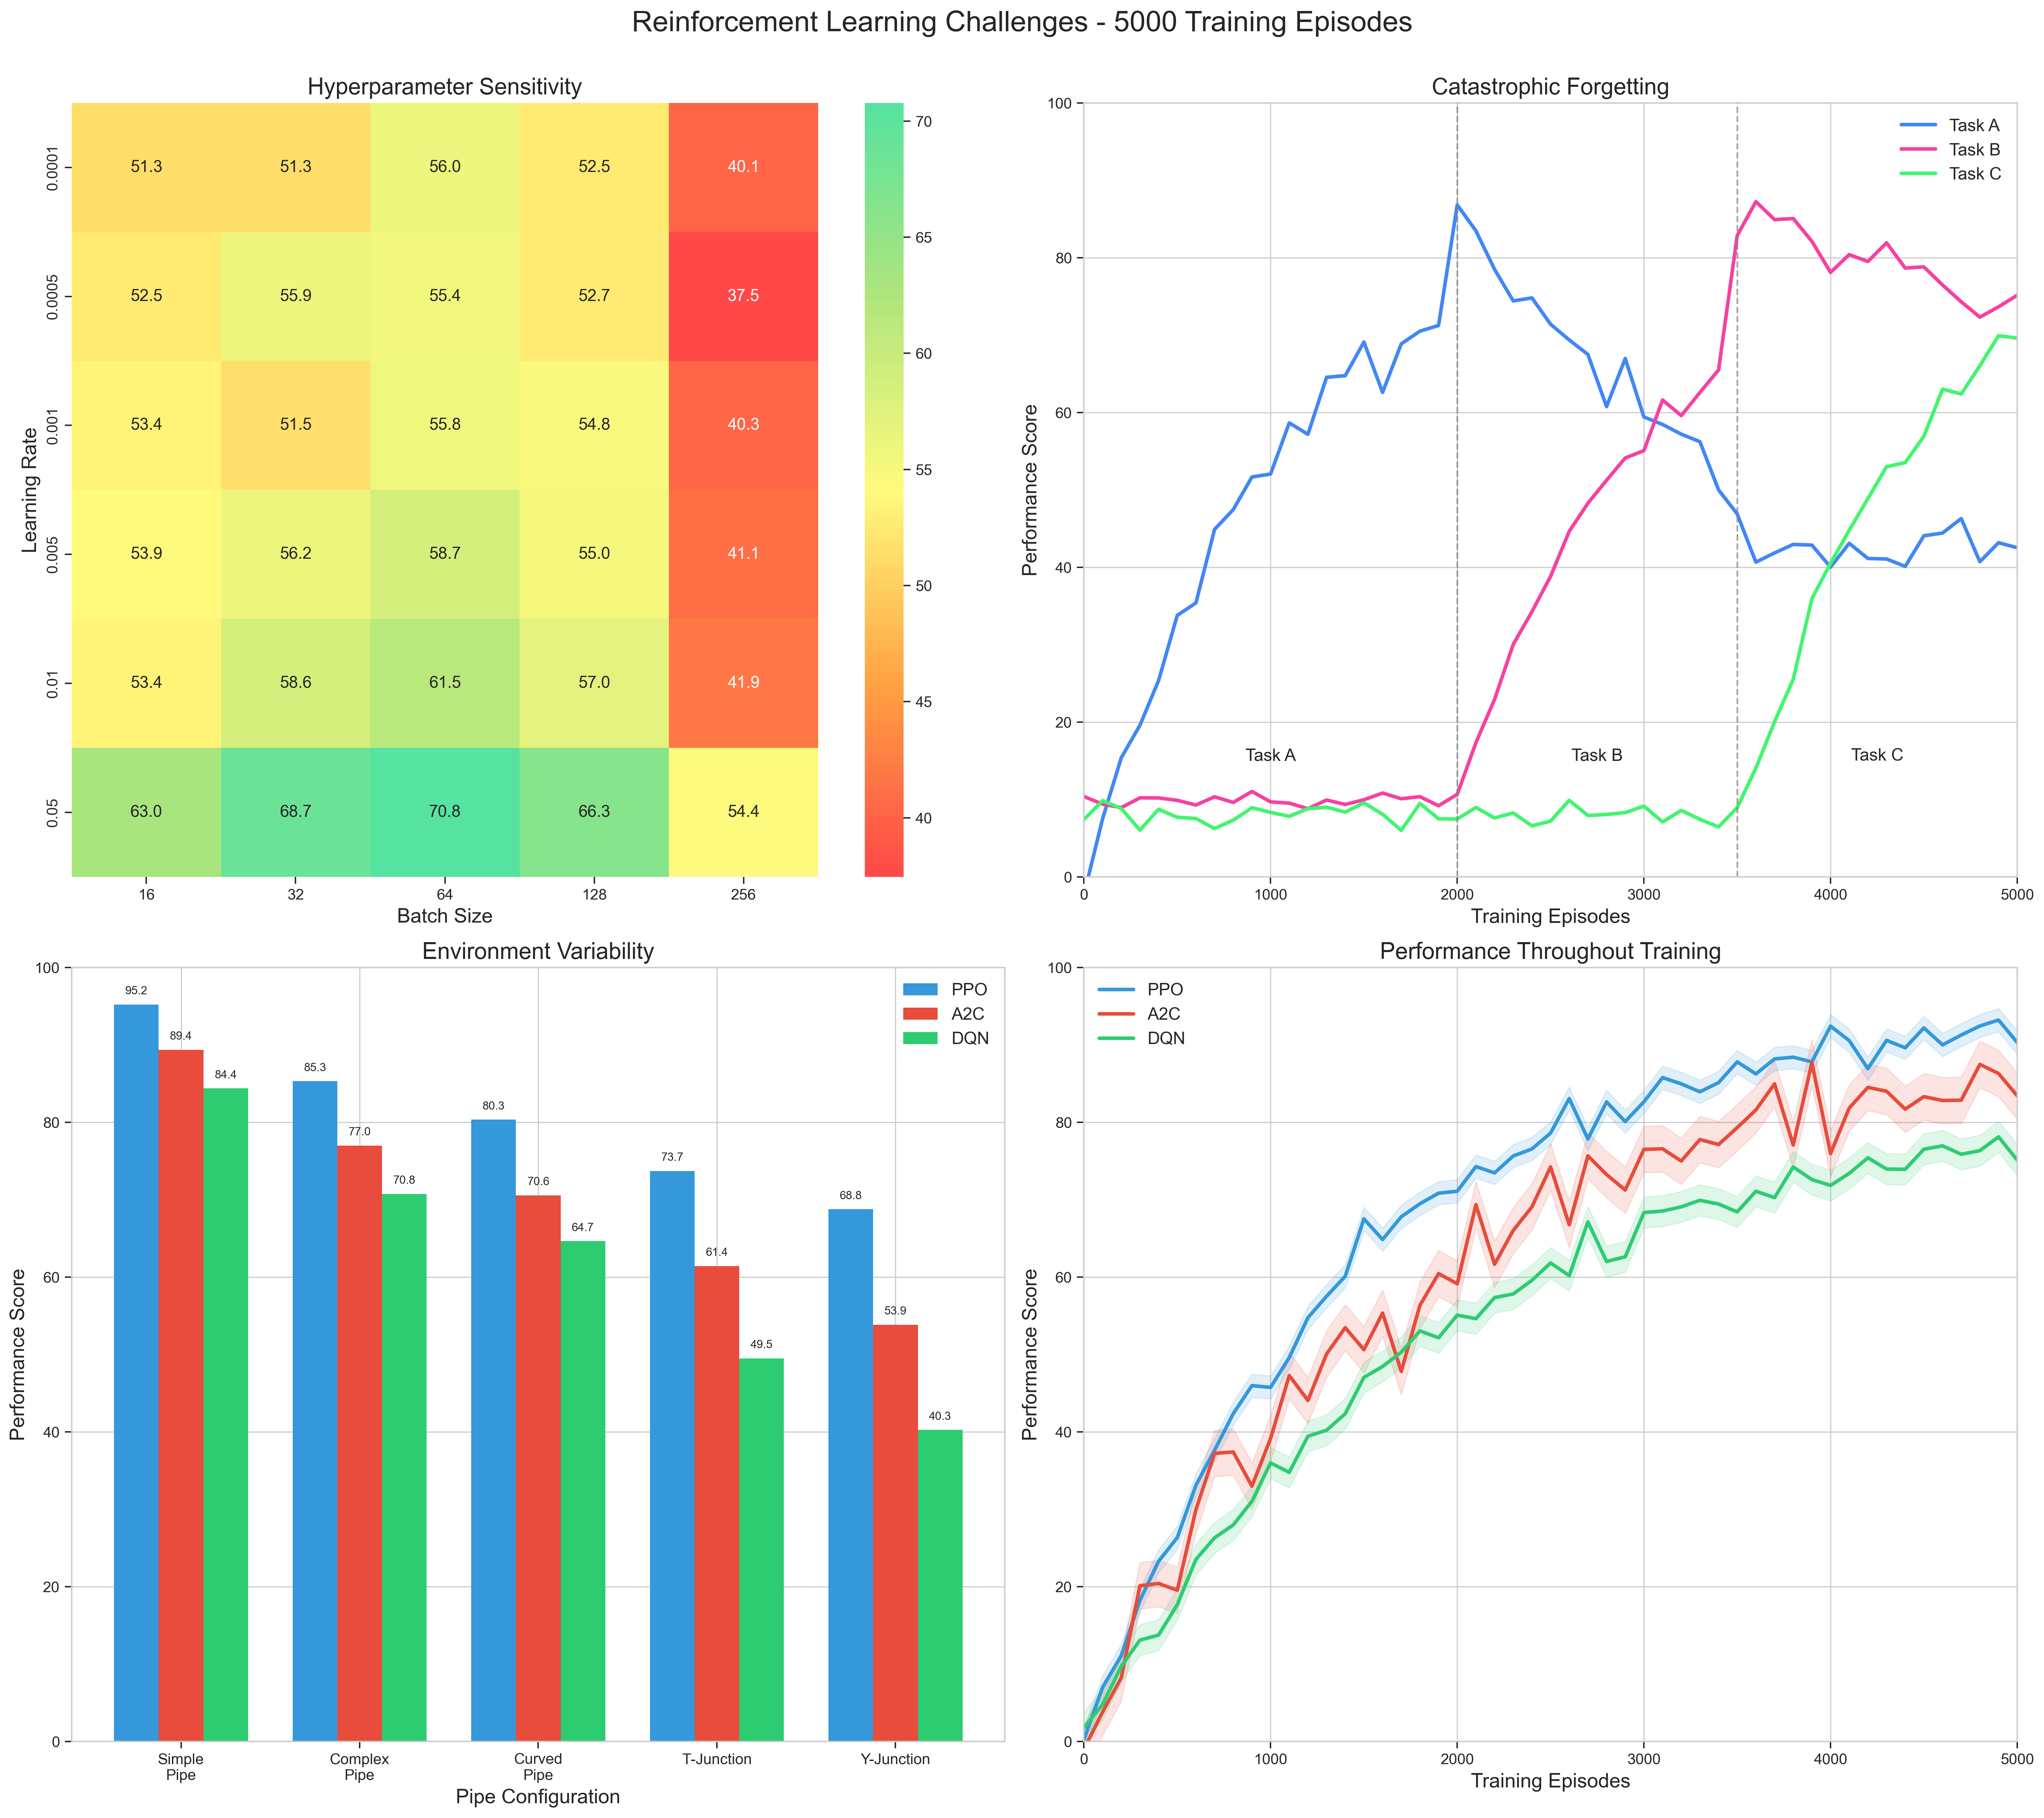 Reinforcement Learning Challenges - 5000 Training Episodes
Hyperparameter Sensitivity
Learning Rate
0.0001
51.3 51.3 56.0 52.5 40.1
0.0005
52.5 55.9 55.4 52.7 37.5
0.001
53.4 51.5 55.8 54.8 40.3
0.005
53.9 56.2 58.7 55.0 41.1
0.01
53.4 58.6 61.5 57.0 41.9
0.05
63.0 68.7 70.8 66.3 54.4
16 32 64 128 256
Batch Size
70
65
60
55
50
45
40
Catastrophic Forgetting
Performance Score
100
80
60
40
20
0
Task A
Task B
Task C
Task A Task B Task C
0 1000 2000 3000 4000 5000
Training Episodes
Environment Variability
Performance Score
100
80
60
40
20
0
PPO
A2C
DQN
95.2 89.4 84.4
85.3 77.0 70.8
80.3 70.6 64.7
73.7 61.4 49.5
68.8 53.9 40.3
Simple
Pipe
Complex
Pipe
Curved
Pipe
T-Junction
Y-Junction
Pipe Configuration
Performance Throughout Training
Performance Score
100
80
60
40
20
0
PPO
A2C
DQN
0 1000 2000 3000 4000 5000
Training Episodes